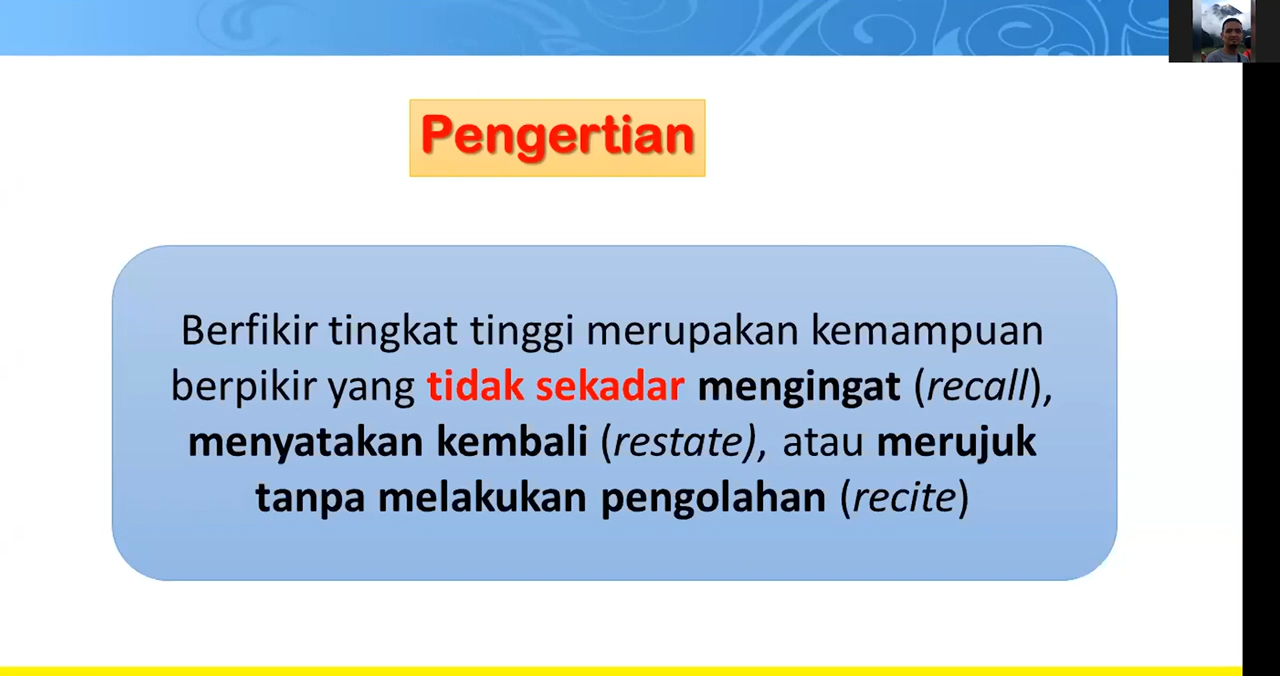 Pengertian
Berfikir tingkat tinggi merupakan kemampuan
berpikir yang tidak sekadar mengingat (recall),
menyatakan kembali (restate), atau merujuk
tanpa melakukan pengolahan (recite)